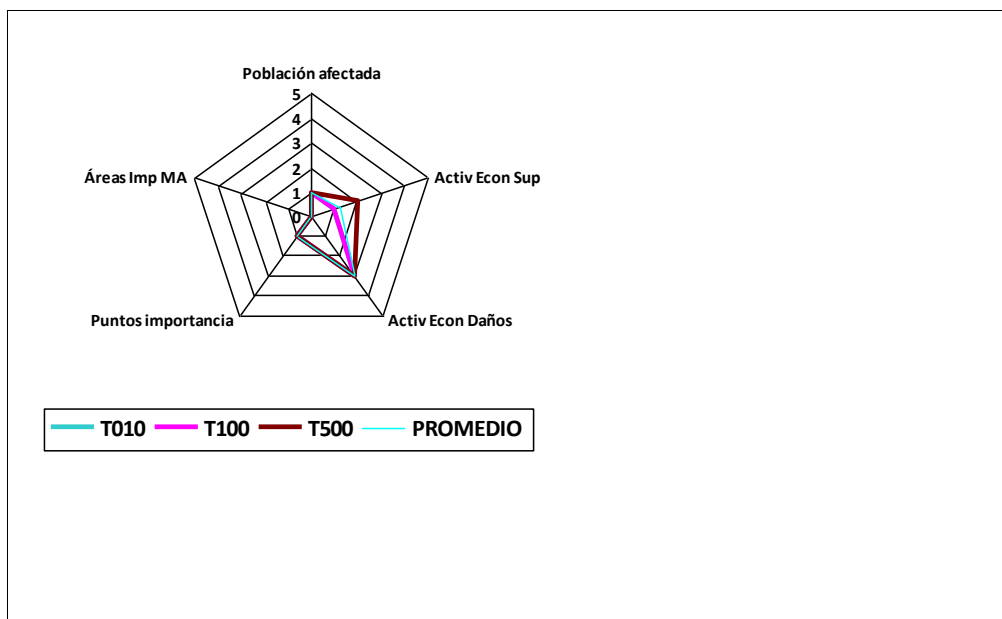 Población afectada
5
4
3
2
1
0
Áreas Imp MA
Activ Econ Sup
Puntos importancia
Activ Econ Daños
T010 T100 T500 PROMEDIO